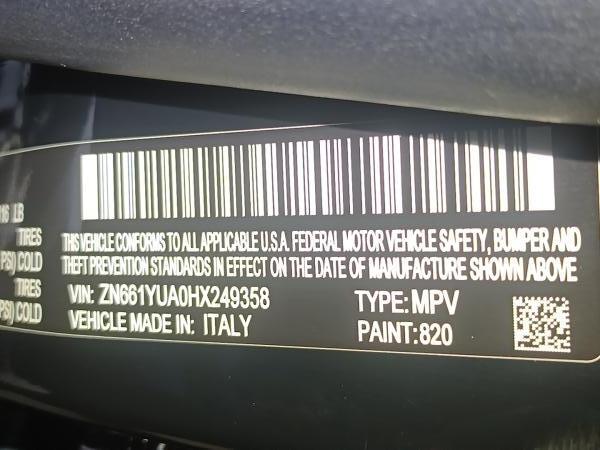 LB
TIRES
THIS VEHICLE CONFORMS TO ALL APPLICABLE U.S.A. FEDERAL MOTOR VEHICLE SAFETY, BUMPER AND
PSI) COLD
THEFT PREVENTION STANDARDS IN EFFECT ON THE DATE OF MANUFACTURE SHOWN ABOVE
TIRES
VIN: ZN661YUA0HX249358 TYPE: MPV
PSI) COLD
VEHICLE MADE IN: ITALY PAINT: 820